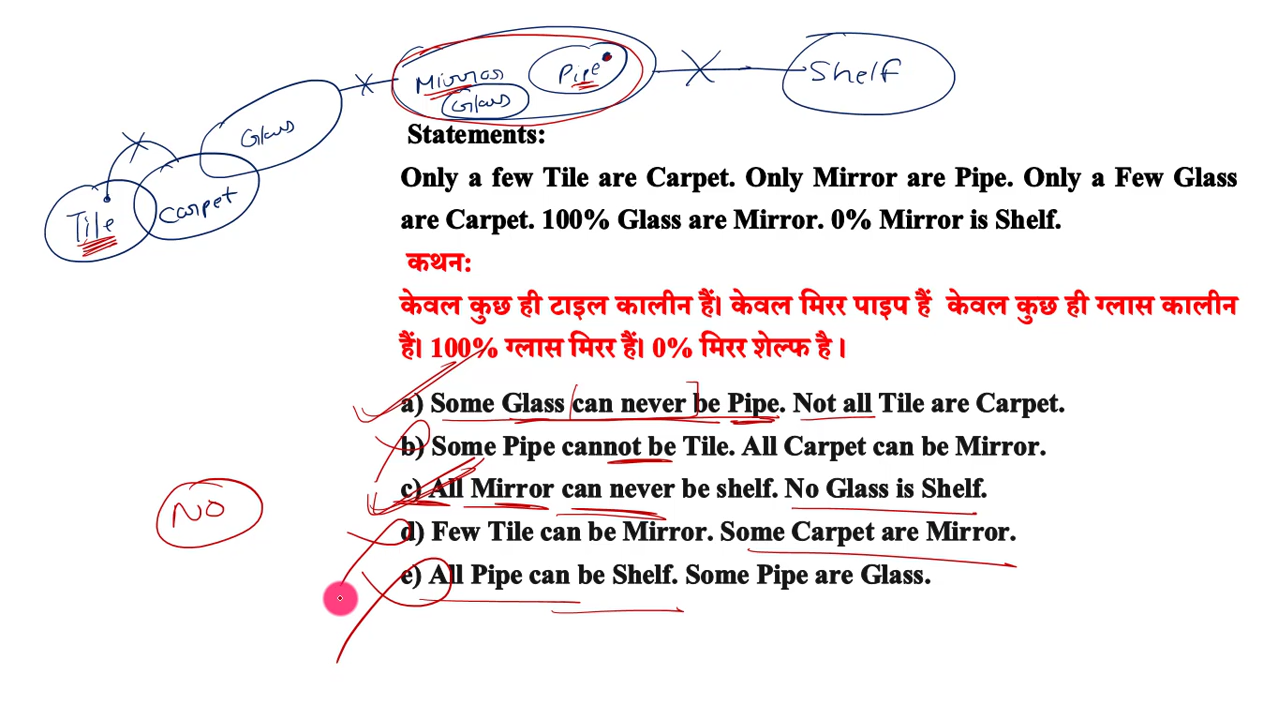 Mirror Pipe Shelf
Glass
Glass
Tile Carpet
Statements:
Only a few Tile are Carpet. Only Mirror are Pipe. Only a Few Glass
are Carpet. 100% Glass are Mirror. 0% Mirror is Shelf.
कथन:
केवल कुछ ही टाइल कालीन हैं। केवल मिरर पाइप हैं केवल कुछ ही ग्लास कालीन
हैं। 100% ग्लास मिरर हैं। 0% मिरर शेल्फ है।
a) Some Glass can never be Pipe. Not all Tile are Carpet.
b) Some Pipe cannot be Tile. All Carpet can be Mirror.
c) All Mirror can never be shelf. No Glass is Shelf.
NO
d) Few Tile can be Mirror. Some Carpet are Mirror.
e) All Pipe can be Shelf. Some Pipe are Glass.